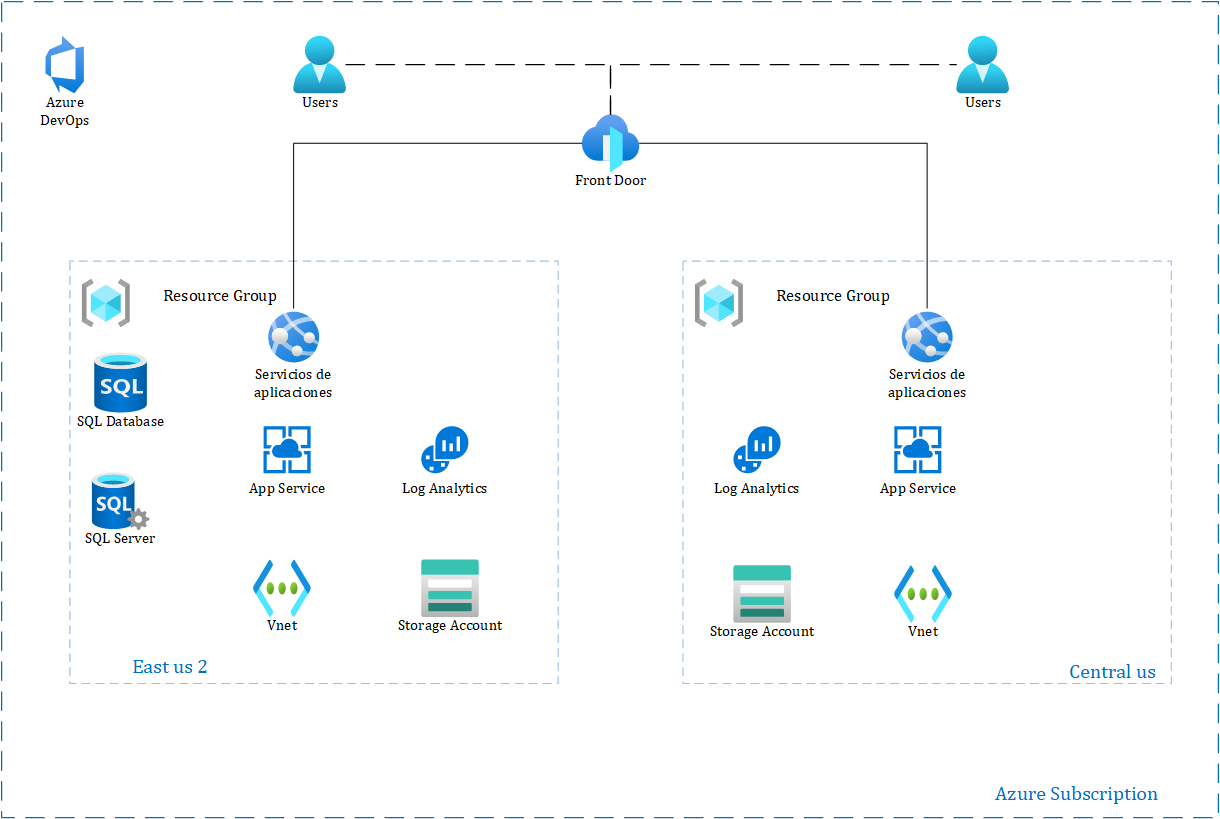 Azure
DevOps
Users
Users
Front Door
Resource Group
Servicios de
aplicaciones
SQL
SQL Database
App Service
Log Analytics
SQL
SQL Server
Vnet
Storage Account
East us 2
Resource Group
Servicios de
aplicaciones
Log Analytics
App Service
Storage Account
Vnet
Central us
Azure Subscription